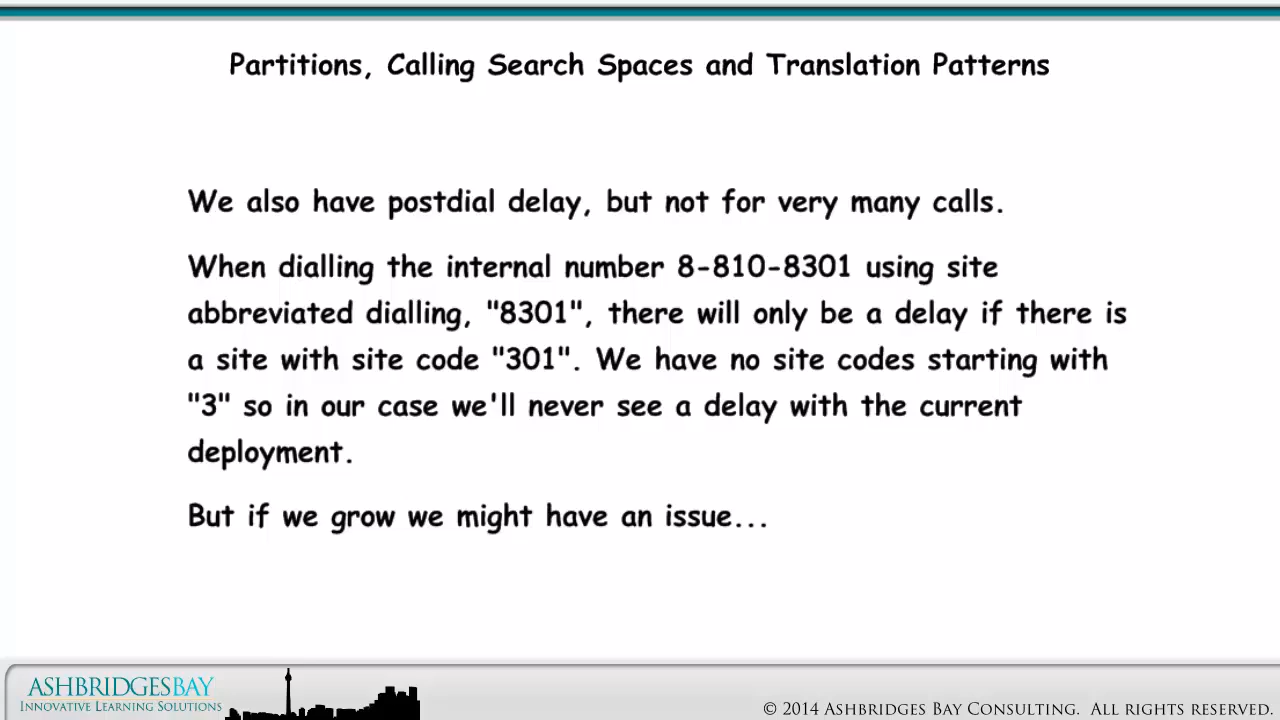 Partitions, Calling Search Spaces and Translation Patterns
We also have postdial delay, but not for very many calls.
When dialling the internal number 8-810-8301 using site
abbreviated dialling, "8301", there will only be a delay if there is
a site with site code "301". We have no site codes starting with
"3" so in our case we'll never see a delay with the current
deployment.
But if we grow we might have an issue...
ASHBRIDGESBAY
INNOVATIVE LEARNING SOLUTIONS
© 2014 ASHBRIDGES BAY CONSULTING. ALL RIGHTS RESERVED.